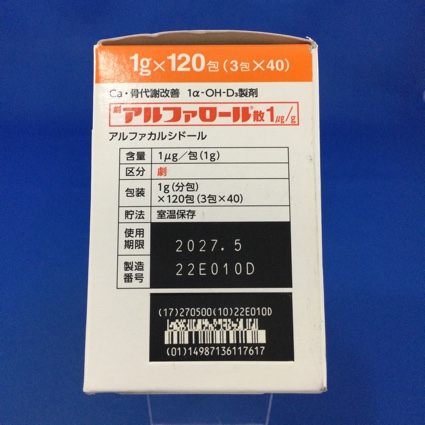 1g×120包(3包×40)
Ca・骨代謝改善 1α-OH-D₃製剤
劇 アルファロール®散1μg/g
アルファカルシドール
含量 1μg/包(1g)
区分 劇
包装 1g(分包)
×120包(3包×40)
貯法 室温保存
使用期限 2027.5
製造番号 22E010D
(17)270500(10)22E010D
(01)14987136117617